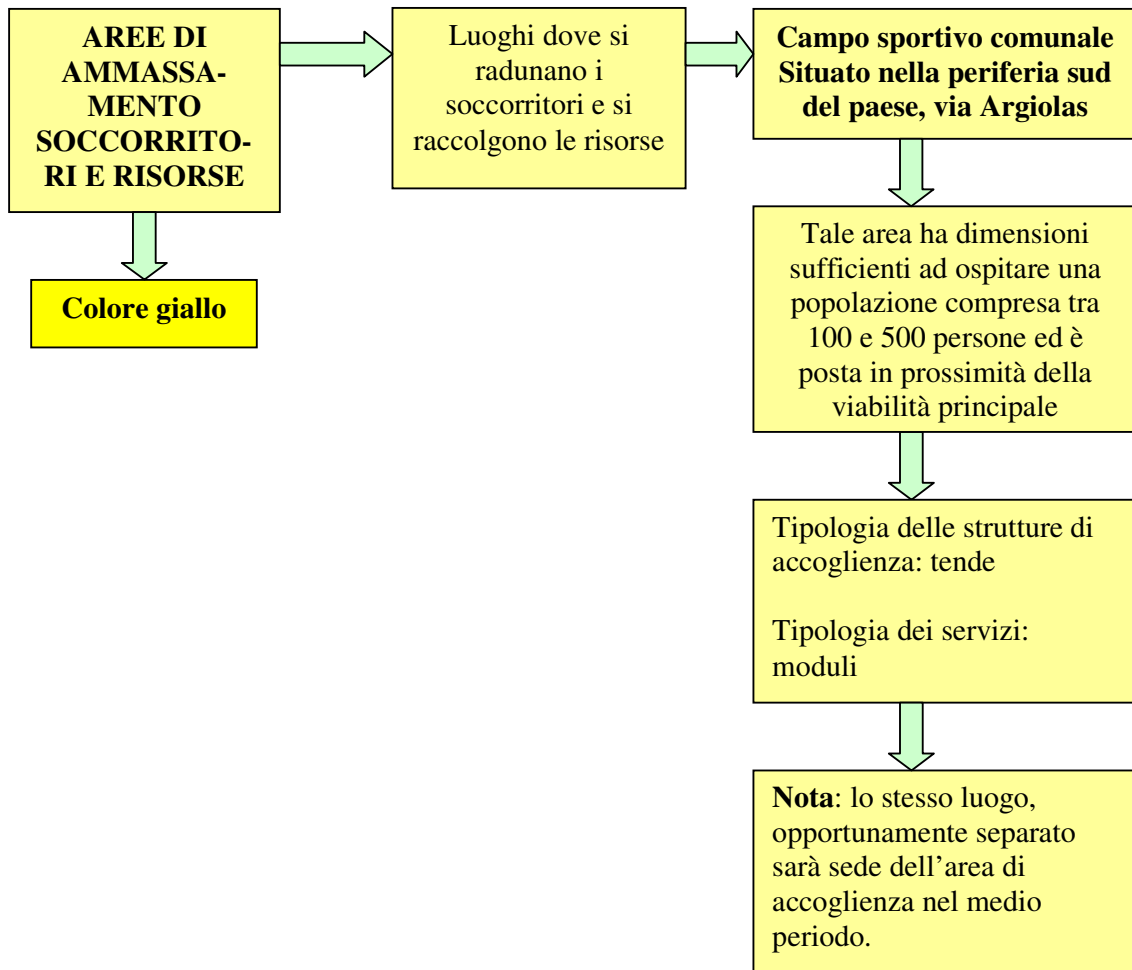 AREE DI
AMMASSA-
MENTO
SOCCORRITO-
RI E RISORSE
Luoghi dove si
radunano i
soccorritori e si
raccolgono le risorse
Campo sportivo comunale
Situato nella periferia sud
del paese, via Argiolas
Colore giallo
Tale area ha dimensioni
sufficienti ad ospitare una
popolazione compresa tra
100 e 500 persone ed è
posta in prossimità della
viabilità principale
Tipologia delle strutture di
accoglienza: tende
Tipologia dei servizi:
moduli
Nota: lo stesso luogo,
opportunamente separato
sarà sede dell’area di
accoglienza nel medio
periodo.